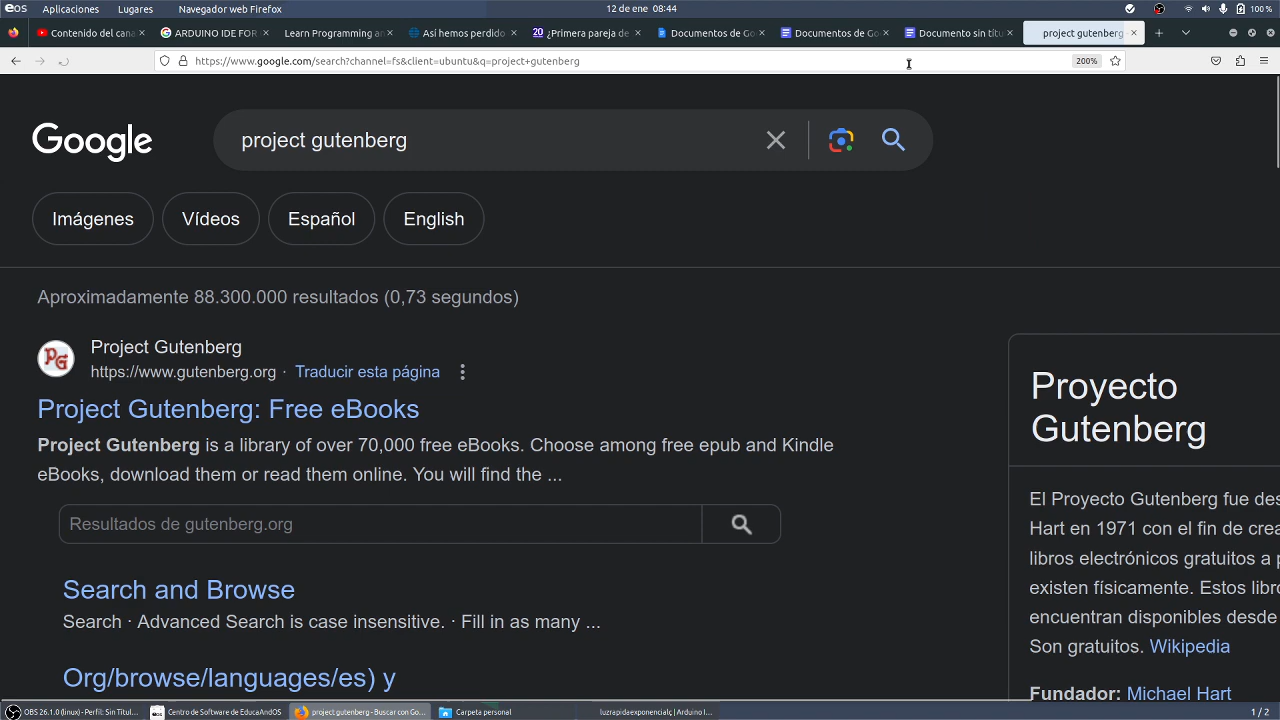 eos Aplicaciones Lugares Navegador web Firefox 12 de ene 08:44 100 %
Contenido del cana ARDUINO IDE FOR Learn Programming an Así hemos perdido 20 ¿Primera pareja de Documentos de Go Documentos de Go Documento sin títu project gutenberg
https://www.google.com/search?channel=fs&client=ubuntu&q=project+gutenberg 200%
Google project gutenberg
Imágenes Vídeos Español English
Aproximadamente 88.300.000 resultados (0,73 segundos)
PG Project Gutenberg
https://www.gutenberg.org · Traducir esta página
Project Gutenberg: Free eBooks
Project Gutenberg is a library of over 70,000 free eBooks. Choose among free epub and Kindle
eBooks, download them or read them online. You will find the ...
Resultados de gutenberg.org
Search and Browse
Search · Advanced Search is case insensitive. · Fill in as many ...
Org/browse/languages/es) y
Proyecto
Gutenberg
El Proyecto Gutenberg fue des
Hart en 1971 con el fin de crea
libros electrónicos gratuitos a p
existen físicamente. Estos libro
encuentran disponibles desde
Son gratuitos. Wikipedia
Fundador: Michael Hart
OBS 26.1.0 (linux) - Perfil: Sin Titul... Centro de Software de EducaAndOS project gutenberg - Buscar con Go... Carpeta personal luzrapidaexponencialç | Arduino I... 1 / 2